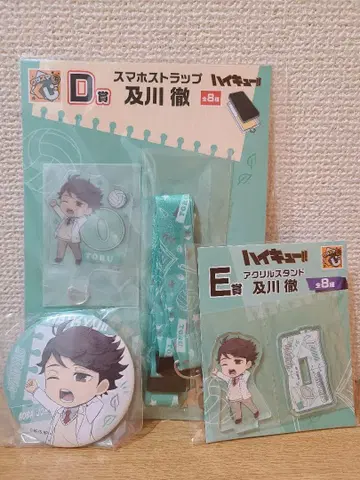 D賞
スマホストラップ
及川 徹
ハイキュー!!
全8種
TORU
ハイキュー!!
E賞
アクリルスタンド
及川 徹
全8種